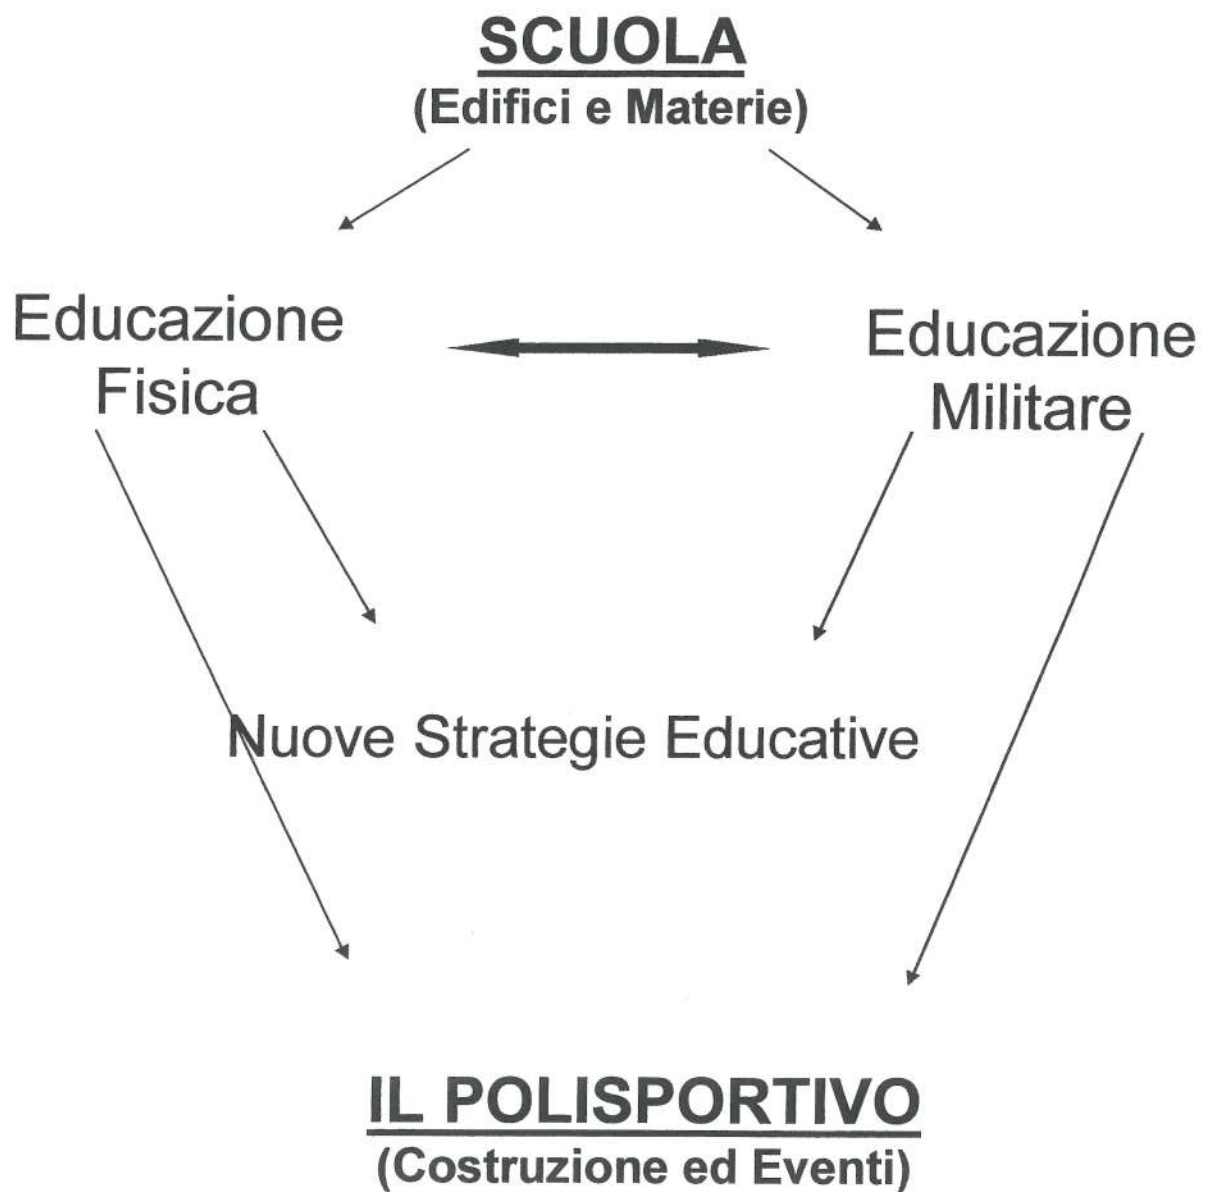 SCUOLA
(Edifici e Materie)
Educazione
Fisica
Educazione
Militare
Nuove Strategie Educative
IL POLISPORTIVO
(Costruzione ed Eventi)